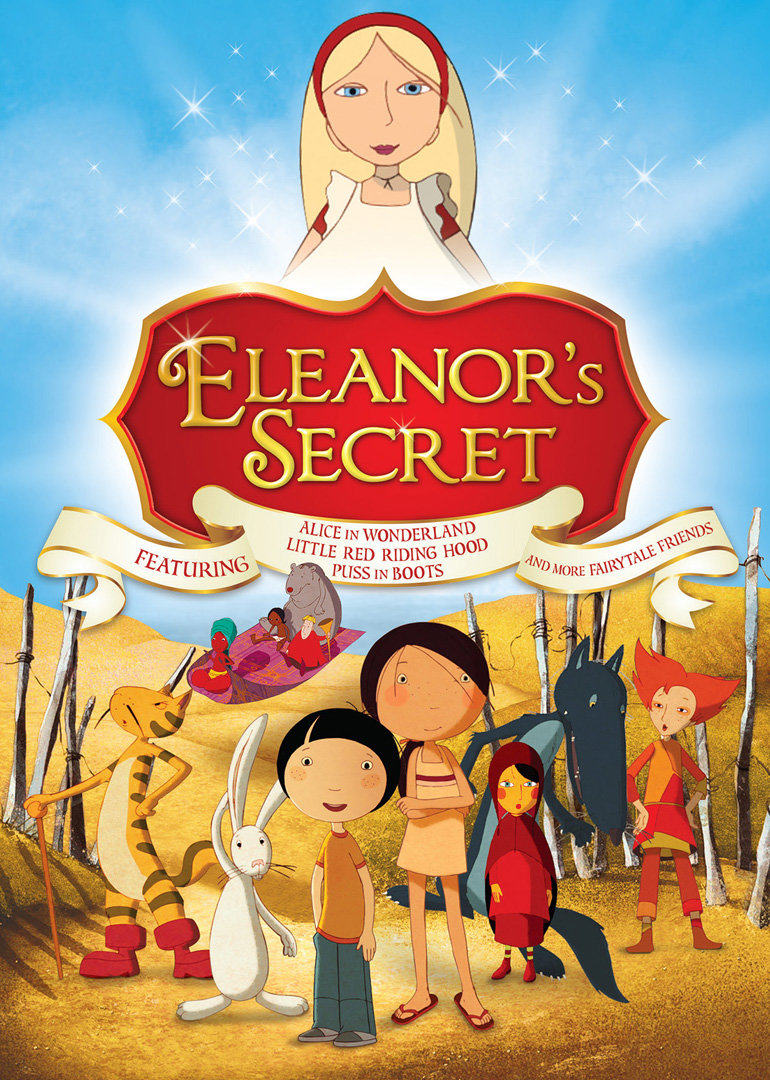 ELEANOR'S
SECRET
FEATURING
ALICE IN WONDERLAND
LITTLE RED RIDING HOOD
PUSS IN BOOTS
AND MORE FAIRYTALE FRIENDS